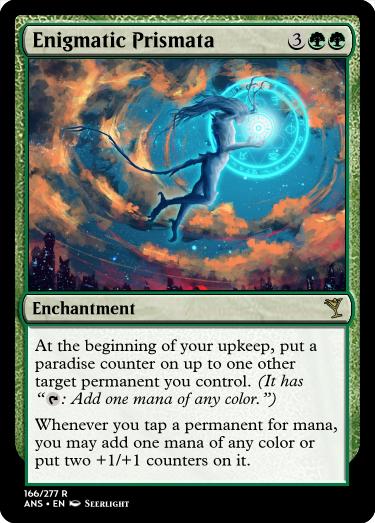 Enigmatic Prismata 3
Enchantment
At the beginning of your upkeep, put a
paradise counter on up to one other
target permanent you control. (It has
“: Add one mana of any color.”)
Whenever you tap a permanent for mana,
you may add one mana of any color or
put two +1/+1 counters on it.
166/277 R
ANS • EN Seerlight